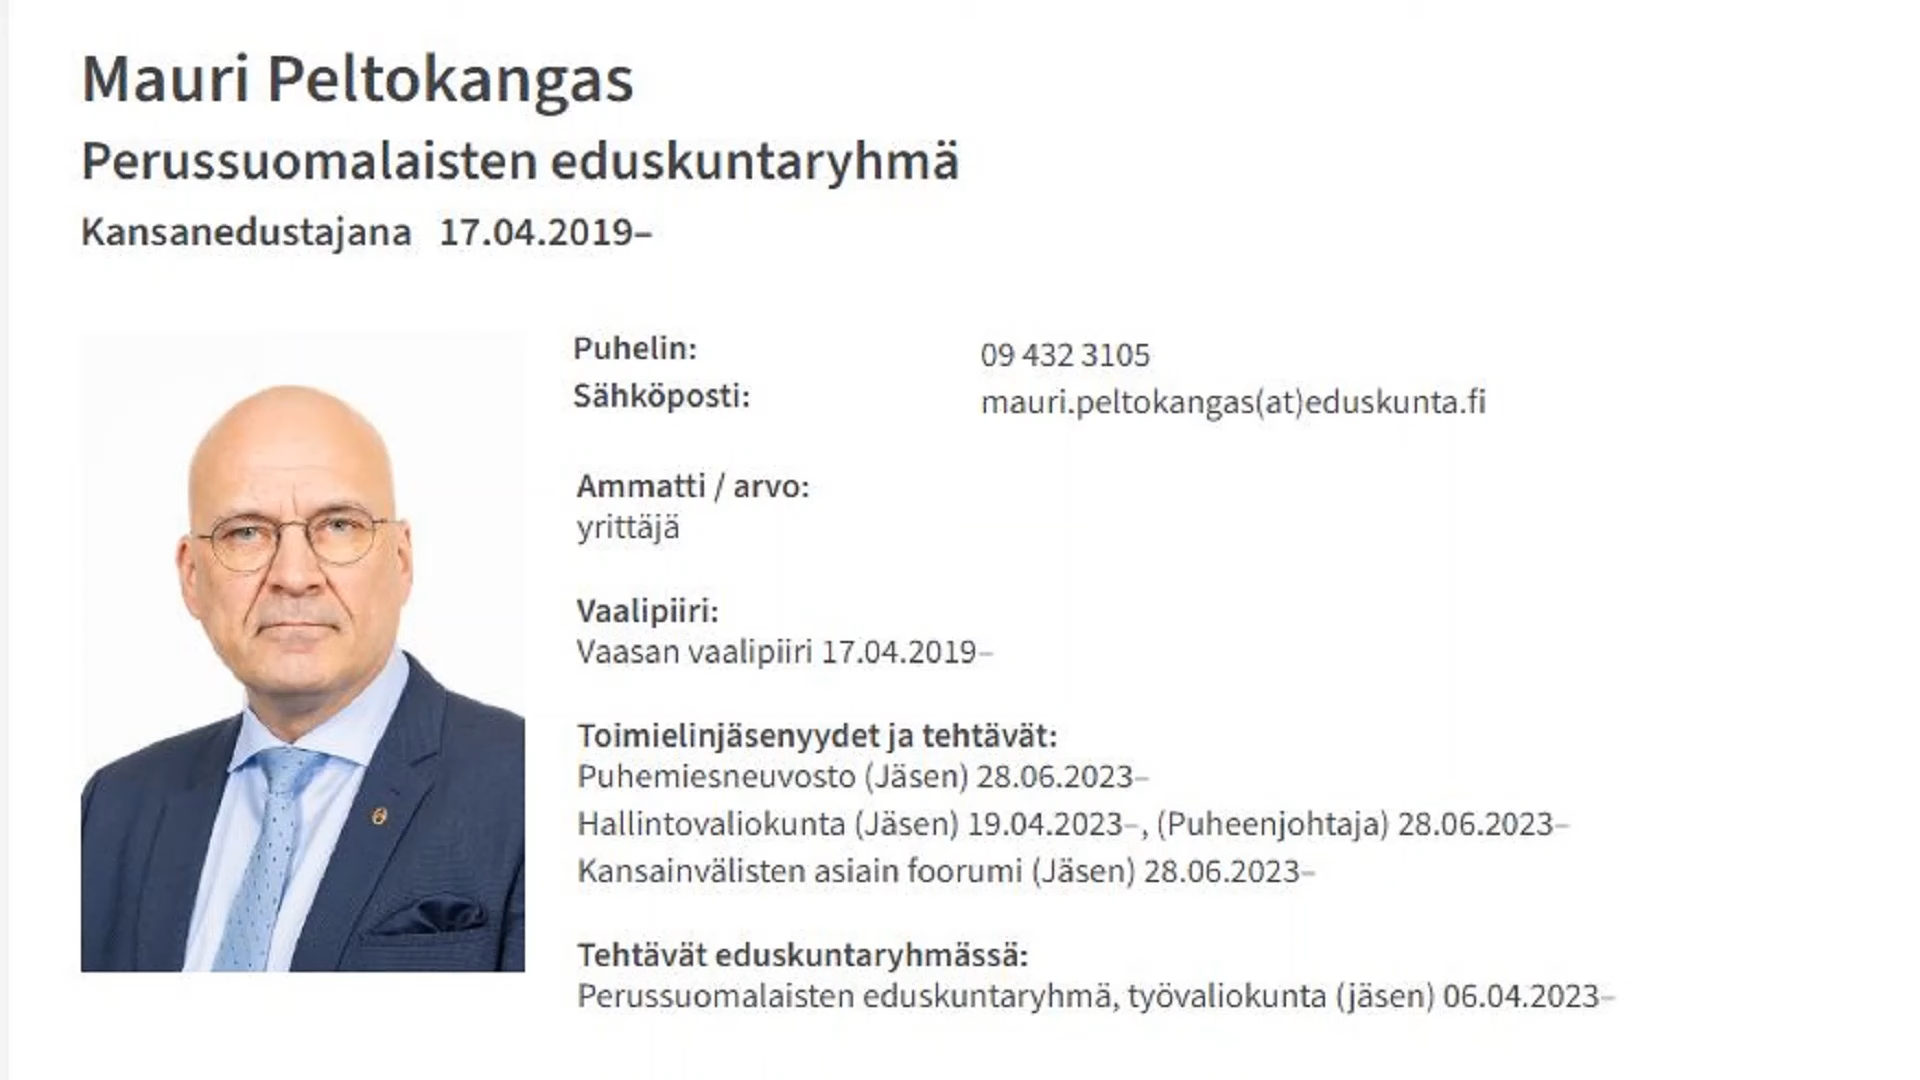 Mauri Peltokangas
Perussuomalaisten eduskuntaryhmä
Kansanedustajana 17.04.2019–
Puhelin: 09 432 3105
Sähköposti: mauri.peltokangas(at)eduskunta.fi
Ammatti / arvo:
yrittäjä
Vaalipiiri:
Vaasan vaalipiiri 17.04.2019–
Toimielinjäsenyydet ja tehtävät:
Puhemiesneuvosto (Jäsen) 28.06.2023–
Hallintovaliokunta (Jäsen) 19.04.2023–, (Puheenjohtaja) 28.06.2023–
Kansainvälisten asiain foorumi (Jäsen) 28.06.2023–
Tehtävät eduskuntaryhmässä:
Perussuomalaisten eduskuntaryhmä, työvaliokunta (jäsen) 06.04.2023–